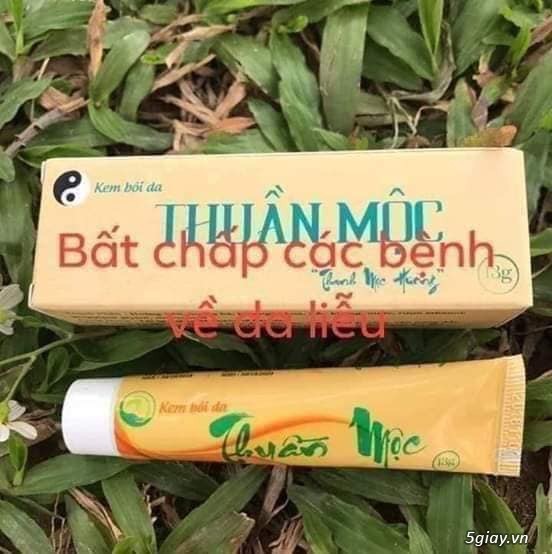 Kem bôi da
THUẦN MỘC
Bất chấp các bệnh
"Thanh Mộc Hương"
13g
về da liễu
Kem bôi da
Thuần Mộc
13g
5giay.vn